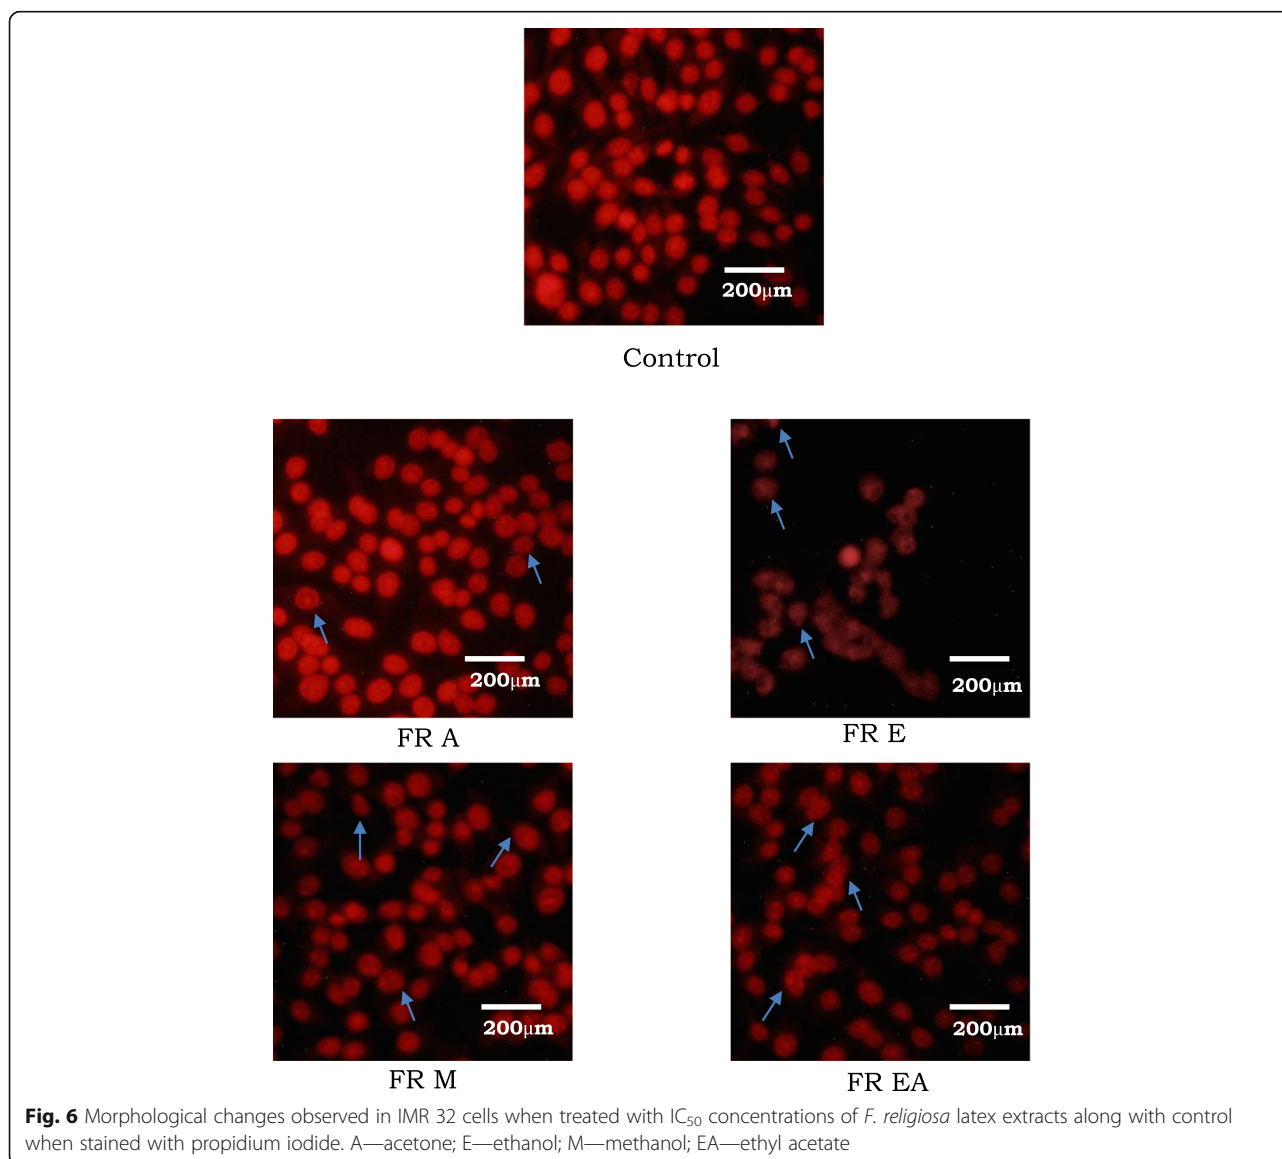 200μm
Control
200μm
200μm
FR A
FR E
200μm
200μm
FR M
FR EA
Fig. 6 Morphological changes observed in IMR 32 cells when treated with IC50 concentrations of F. religiosa latex extracts along with control
when stained with propidium iodide. A—acetone; E—ethanol; M—methanol; EA—ethyl acetate